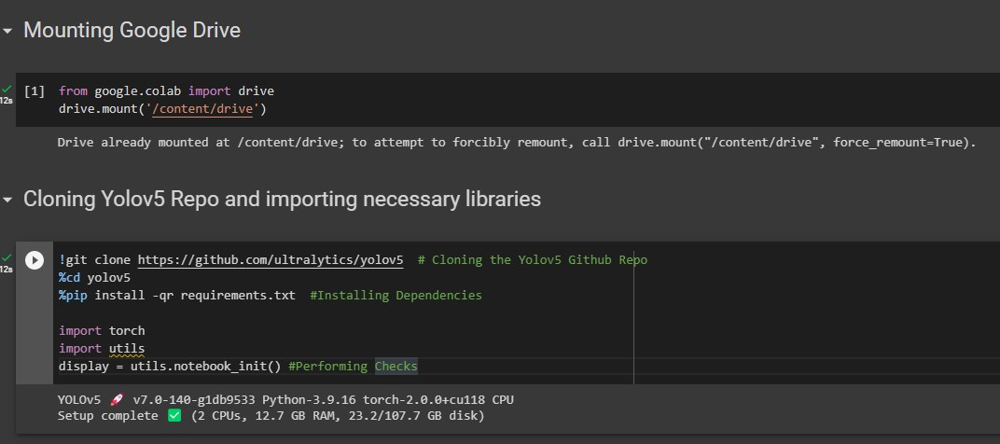 Mounting Google Drive
12s
[1] from google.colab import drive
drive.mount('/content/drive')
Drive already mounted at /content/drive; to attempt to forcibly remount, call drive.mount("/content/drive", force_remount=True).
Cloning Yolov5 Repo and importing necessary libraries
12s
!git clone https://github.com/ultralytics/yolov5  # Cloning the Yolov5 Github Repo
%cd yolov5
%pip install -qr requirements.txt  #Installing Dependencies
import torch
import utils
display = utils.notebook_init() #Performing Checks
YOLOv5 🚀 v7.0-140-g1db9533 Python-3.9.16 torch-2.0.0+cu118 CPU
Setup complete ✅ (2 CPUs, 12.7 GB RAM, 23.2/107.7 GB disk)